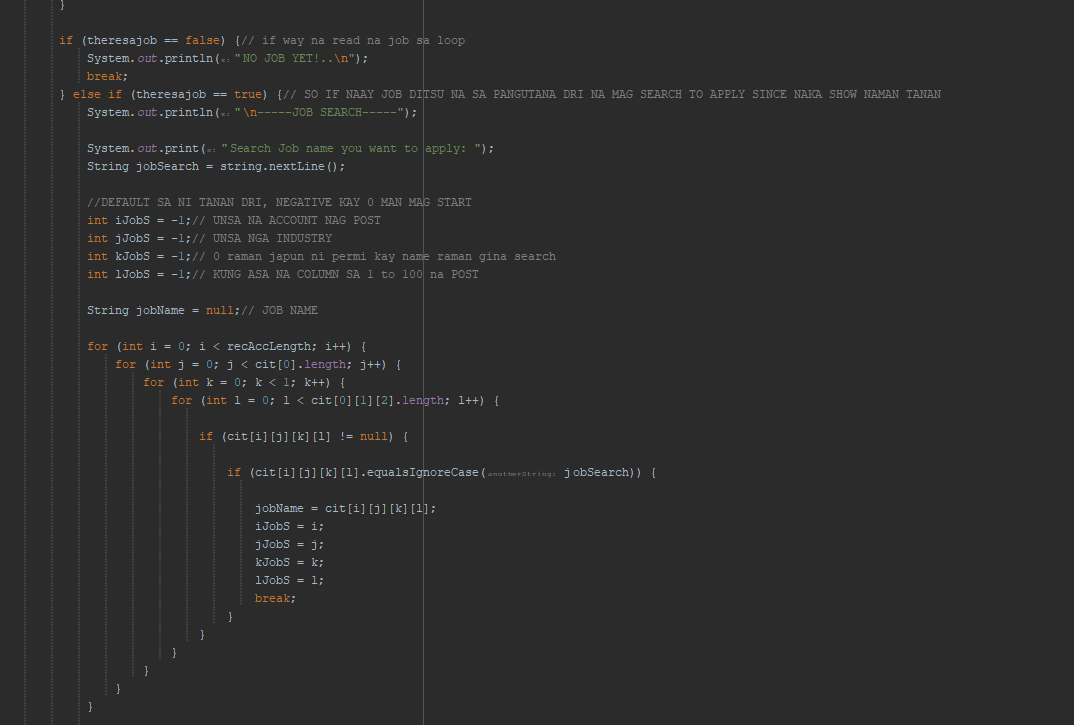 }
if (theresajob == false) {// if way na read na job sa loop
System.out.println("NO JOB YET!..\n");
break;
} else if (theresajob == true) {// SO IF NAAY JOB DITSU NA SA PANGUTANA DRI NA MAG SEARCH TO APPLY SINCE NAKA SHOW NAMAN TANAN
System.out.println(x: "\n-----JOB SEARCH-----");
System.out.print(s: "Search Job name you want to apply: ");
String jobSearch = string.nextLine();
//DEFAULT SA NI TANAN DRI, NEGATIVE KAY 0 MAN MAG START
int iJobS = -1;// UNSA NA ACCOUNT NAG POST
int jJobS = -1;// UNSA NGA INDUSTRY
int kJobS = -1;// 0 raman japun ni permi kay name raman gina search
int lJobS = -1;// KUNG ASA NA COLUMN SA 1 to 100 na POST
String jobName = null;// JOB NAME
for (int i = 0; i < recAccLength; i++) {
for (int j = 0; j < cit[0].length; j++) {
for (int k = 0; k < 1; k++) {
for (int l = 0; l < cit[0][1][2].length; l++) {
if (cit[i][j][k][l] != null) {
if (cit[i][j][k][l].equalsIgnoreCase(anotherString: jobSearch)) {
jobName = cit[i][j][k][l];
iJobS = i;
jJobS = j;
kJobS = k;
lJobS = l;
break;
}
}
}
}
}
}